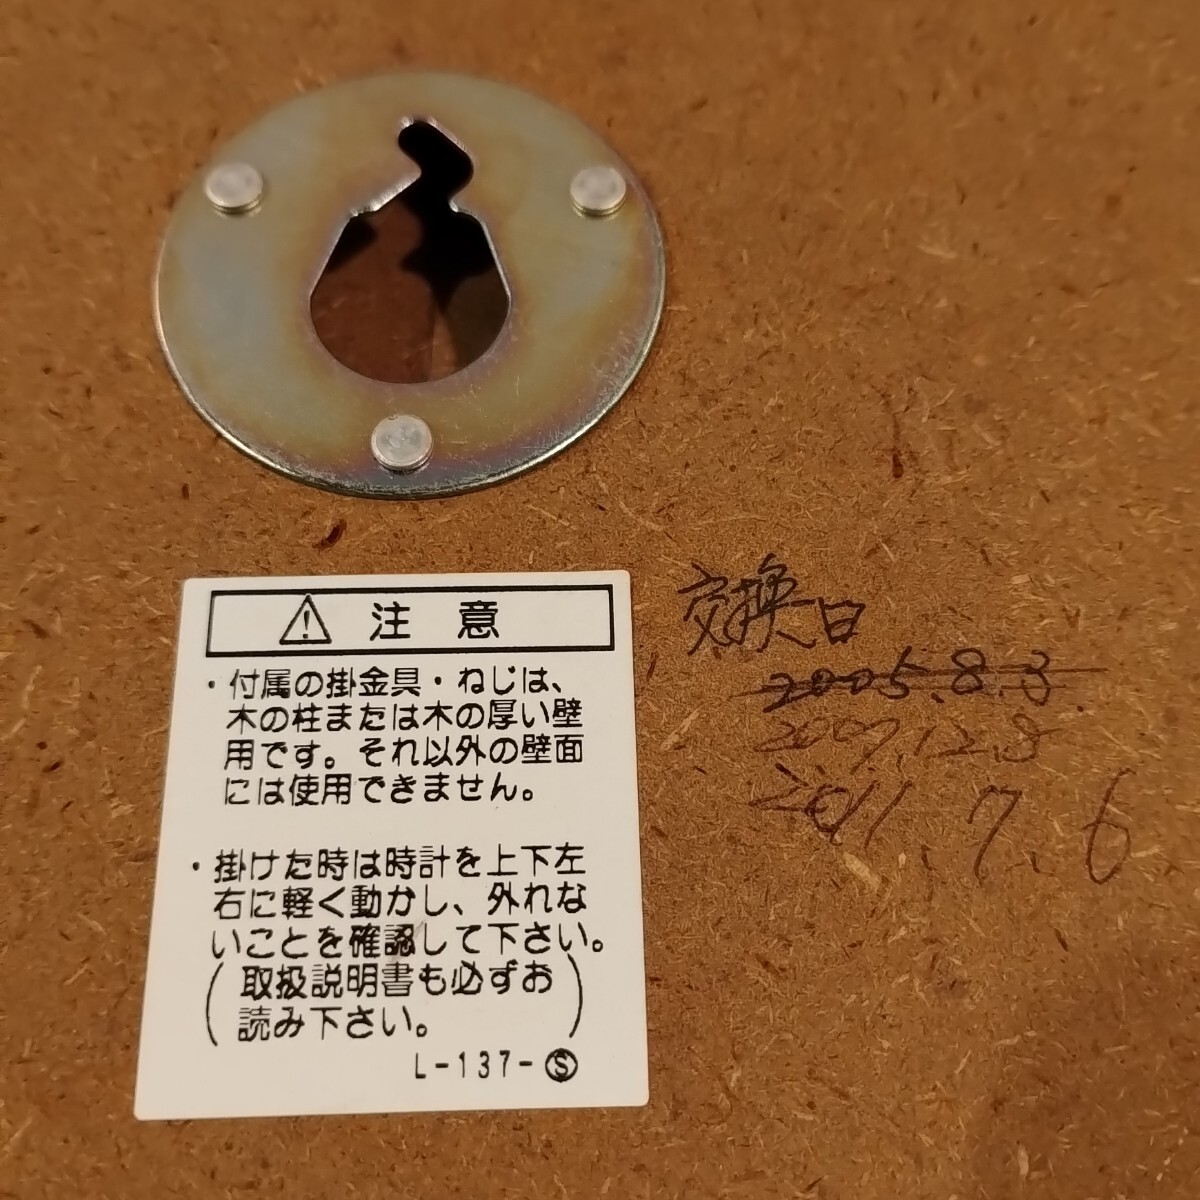 ⚠ 注意
・付属の掛金具・ねじは、
木の柱または木の厚い壁
用です。それ以外の壁面
には使用できません。
・掛けた時は時計を上下左
右に軽く動かし、外れな
いことを確認して下さい。
(取扱説明書も必ずお
読み下さい。)
L-137-Ⓢ
交換日
2005.8.3
2007.12.8
2011.7.6